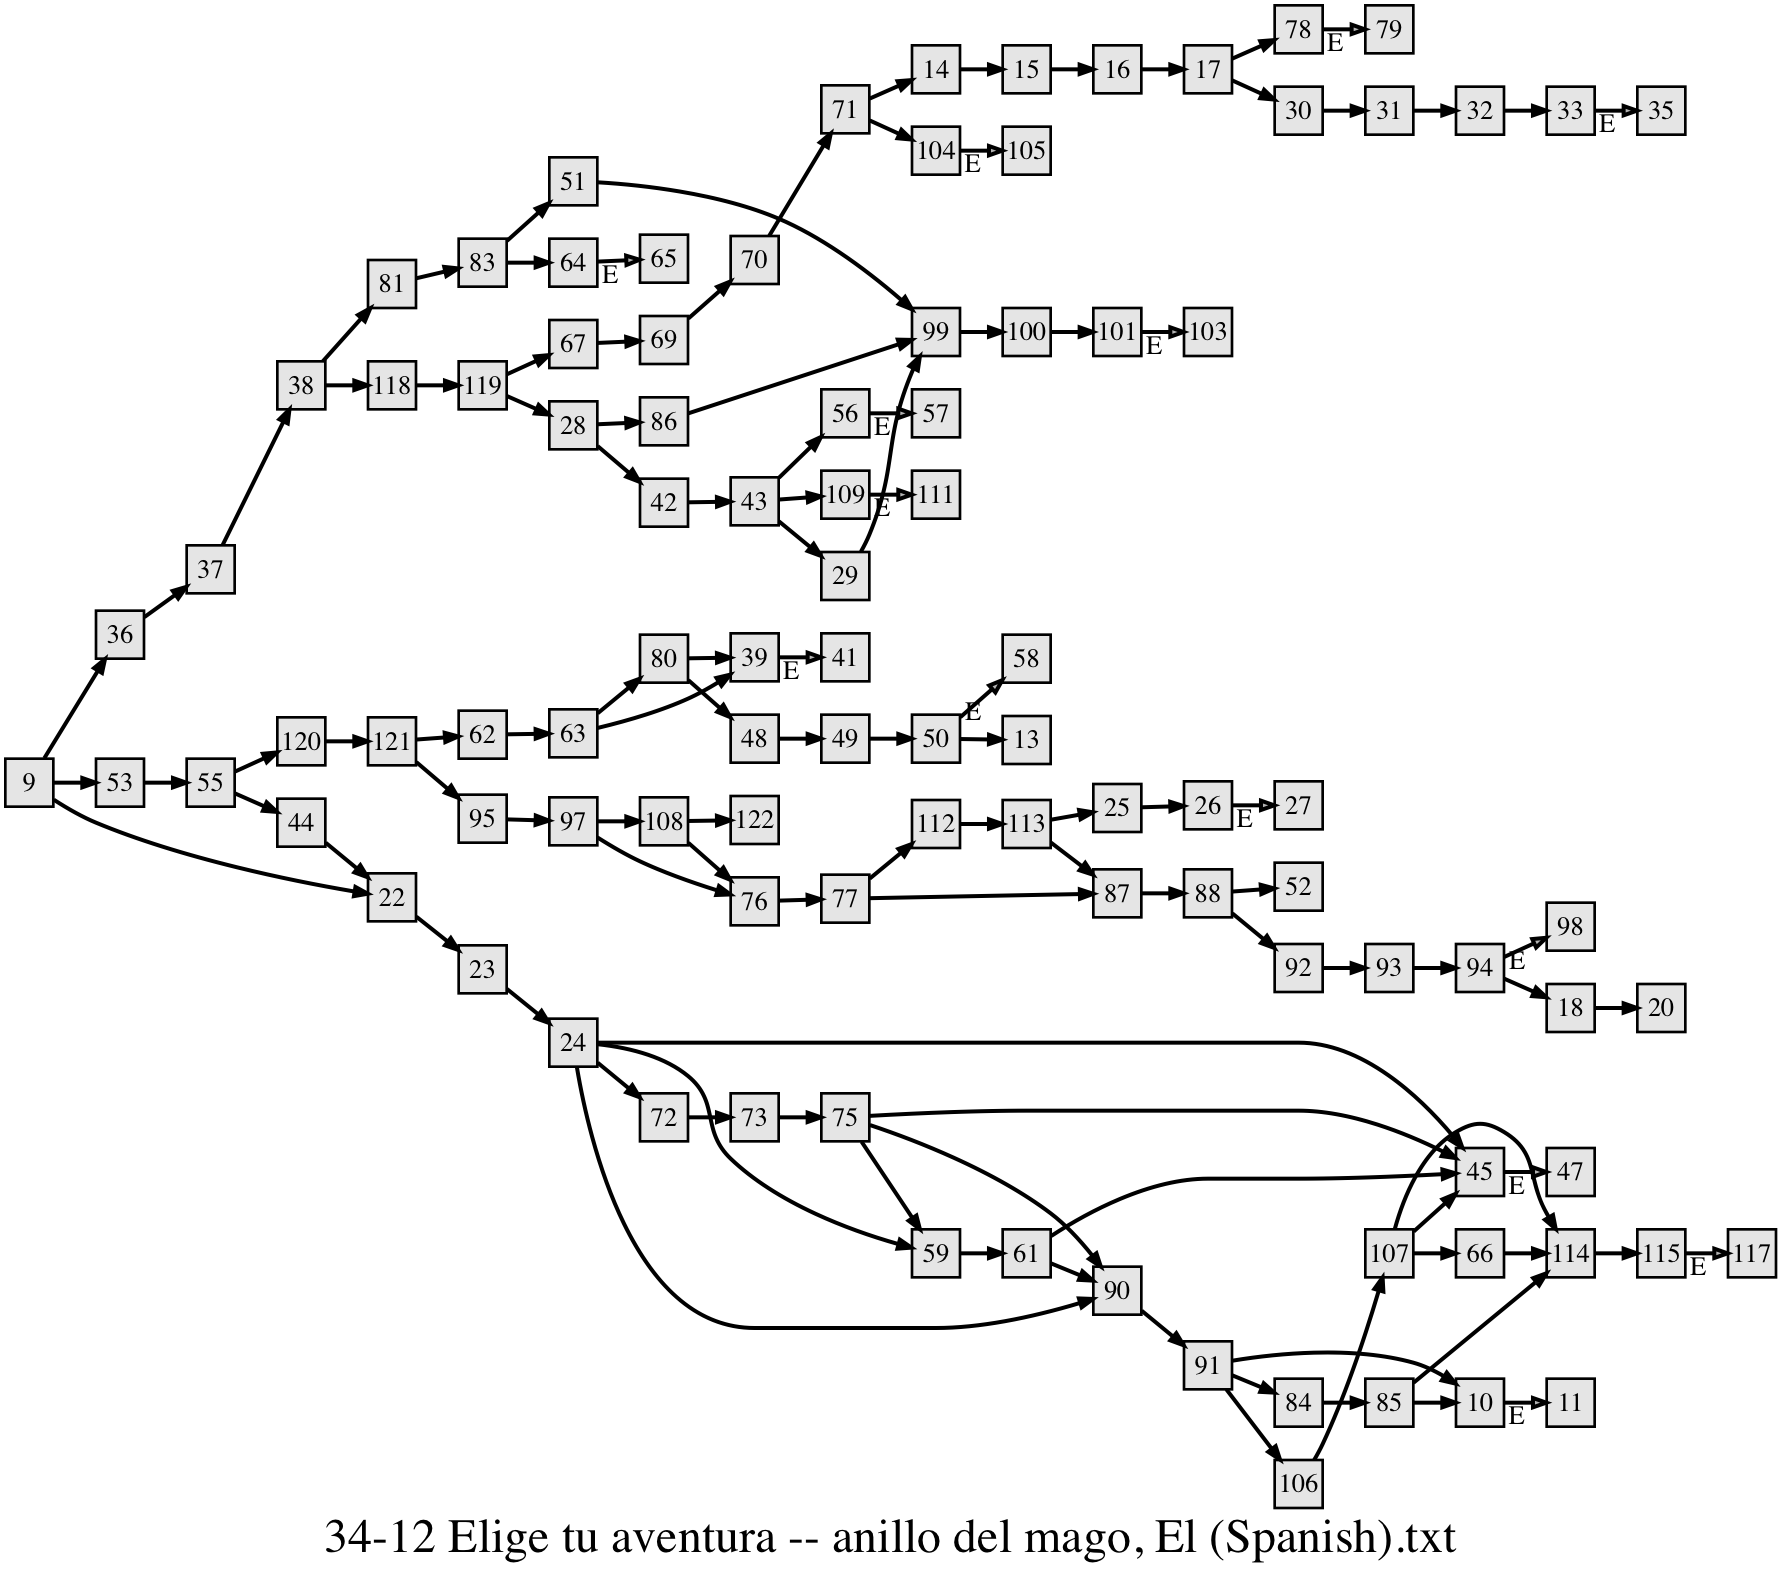 78 E 79
14 15 16 17
71
30 31 32 33 E 35
104 E 105
51
83 64 E 65
81
70
67 69
99 100 101 E 103
38 118 119
28 86
56 E 57
42 43 109 E 111
29
37
36
80 39 E 41
58
120 121 62 63
48 49 50 E 13
9 53 55
44
95 97 108 122
112 113 25 26 E 27
22
76 77 87 88 52
98
23
92 93 94 E
18 20
24
72 73 75
45 E 47
59 61
107 66 114 115 E 117
90
91
84 85 10 E 11
106
34-12 Elige tu aventura -- anillo del mago, El (Spanish).txt